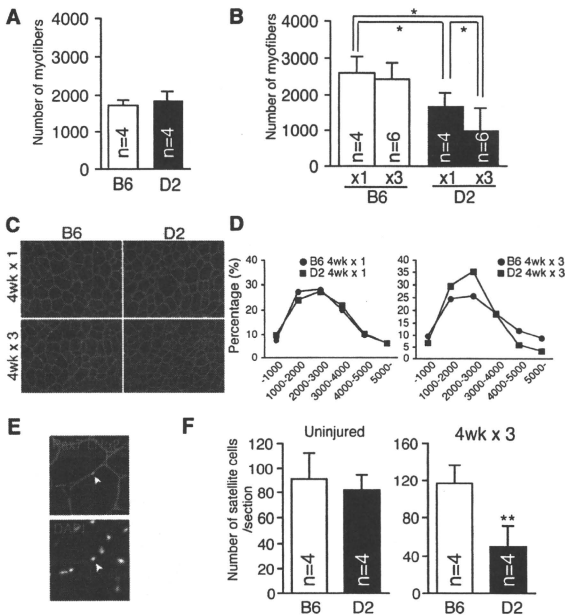 A
Number of myofibers
4000
3000
2000
1000
0
n=4
n=4
B6
D2
B
Number of myofibers
4000
3000
2000
1000
0
*
*
*
n=4
n=6
n=4
n=6
x1
x3
x1
x3
B6
D2
C
B6
D2
4wk x 1
4wk x 3
D
Percentage (%)
40
30
20
10
0
B6 4wk x 1
D2 4wk x 1
-1000
1000-2000
2000-3000
3000-4000
4000-5000
5000-
40
35
30
25
20
15
10
5
0
B6 4wk x 3
D2 4wk x 3
-1000
1000-2000
2000-3000
3000-4000
4000-5000
5000-
E
DAPI
F
Number of satellite cells
/section
Uninjured
120
100
80
60
40
20
0
n=4
n=4
B6
D2
4wk x 3
160
120
80
40
0
**
n=4
n=4
B6
D2